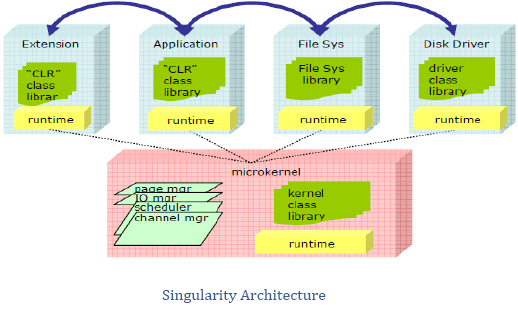 Extension
Application
File Sys
Disk Driver
“CLR”
class
librar
runtime
“CLR”
class
library
runtime
File Sys
library
runtime
driver
class
library
runtime
microkernel
page mgr
IO mgr
scheduler
channel mgr
kernel
class
library
runtime
Singularity Architecture